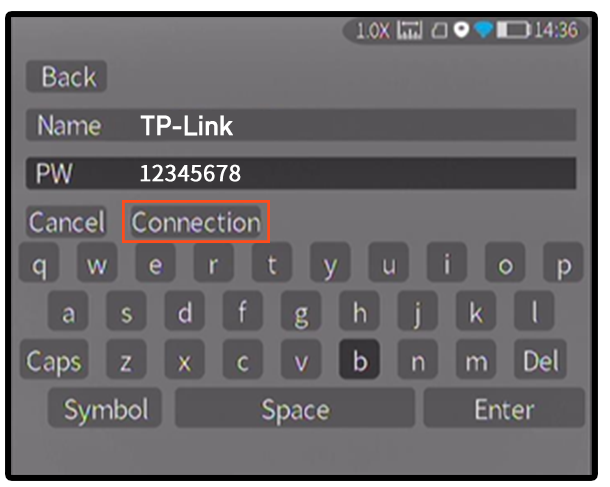 1.0X 14:36
Back
Name TP-Link
PW 12345678
Cancel Connection
q w e r t y u i o p
a s d f g h j k l
Caps z x c v b n m Del
Symbol Space Enter